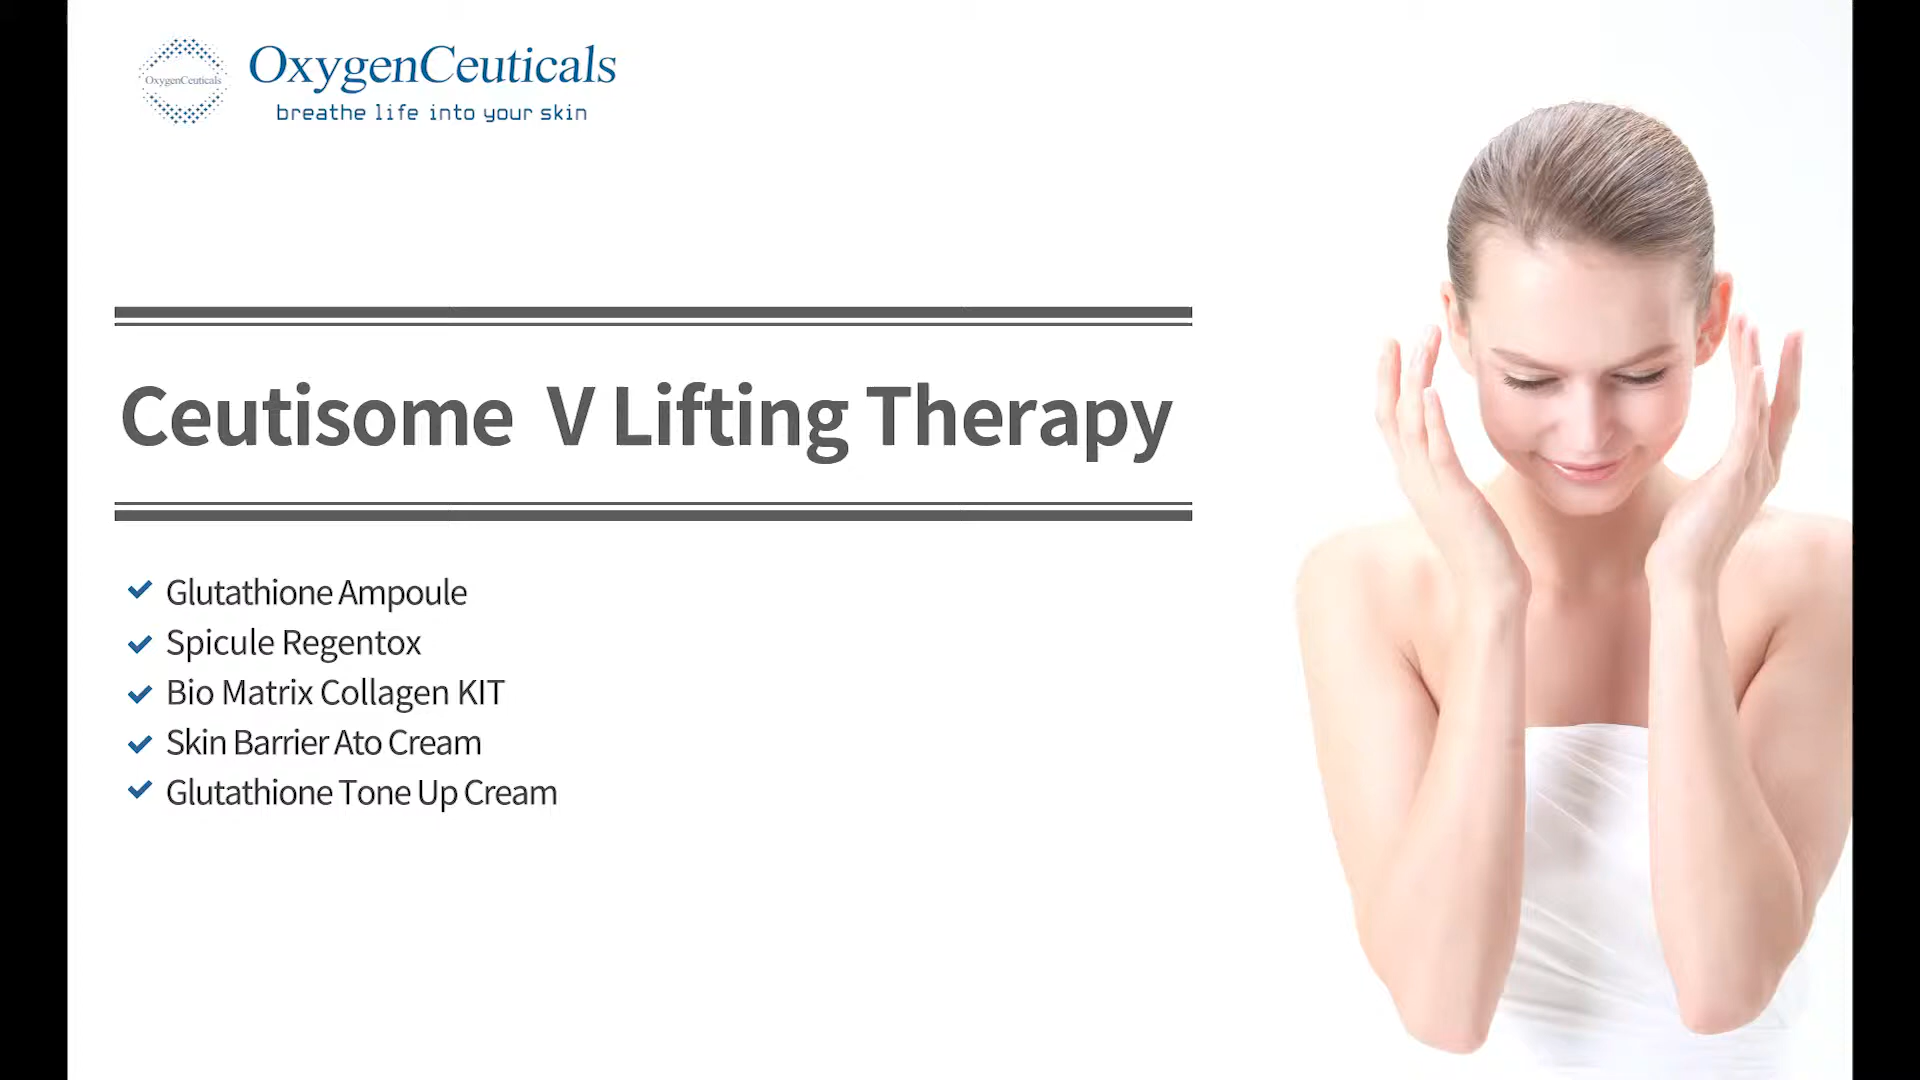 OxygenCeuticals
OxygenCeuticals
breathe life into your skin
Ceutisome V Lifting Therapy
Glutathione Ampoule
Spicule Regentox
Bio Matrix Collagen KIT
Skin Barrier Ato Cream
Glutathione Tone Up Cream